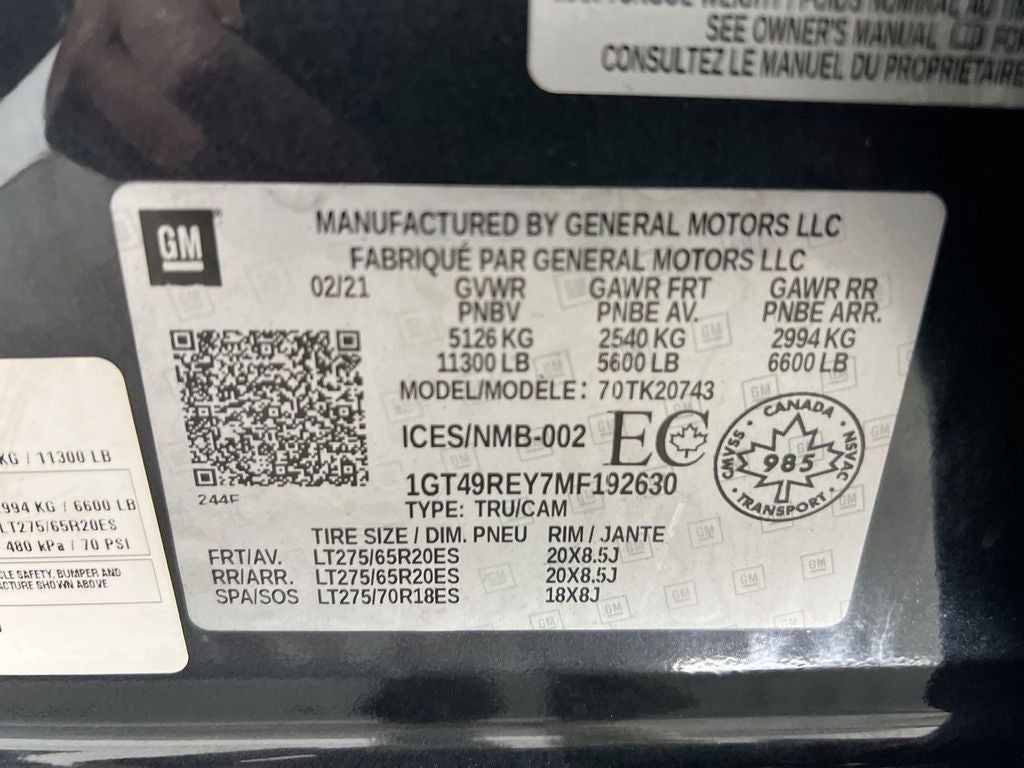 SEE OWNER'S MANUAL
CONSULTEZ LE MANUEL DU PROPRIETAIRE
GM
MANUFACTURED BY GENERAL MOTORS LLC
FABRIQUÉ PAR GENERAL MOTORS LLC
02/21 GVWR GAWR FRT GAWR RR
PNBV PNBE AV. PNBE ARR.
5126 KG 2540 KG 2994 KG
11300 LB 5600 LB 6600 LB
MODEL/MODÈLE: 70TK20743
ICES/NMB-002 EC
CANADA
CMVSS 985 NSVAC
TRANSPORT
244F
1GT49REY7MF192630
TYPE: TRU/CAM
TIRE SIZE / DIM. PNEU RIM / JANTE
FRT/AV. LT275/65R20ES 20X8.5J
RR/ARR. LT275/65R20ES 20X8.5J
SPA/SOS LT275/70R18ES 18X8J
KG / 11300 LB
994 KG / 6600 LB
LT275/65R20ES
480 kPa / 70 PSI
CLE SAFETY, BUMPER, AND
CTURE SHOWN ABOVE